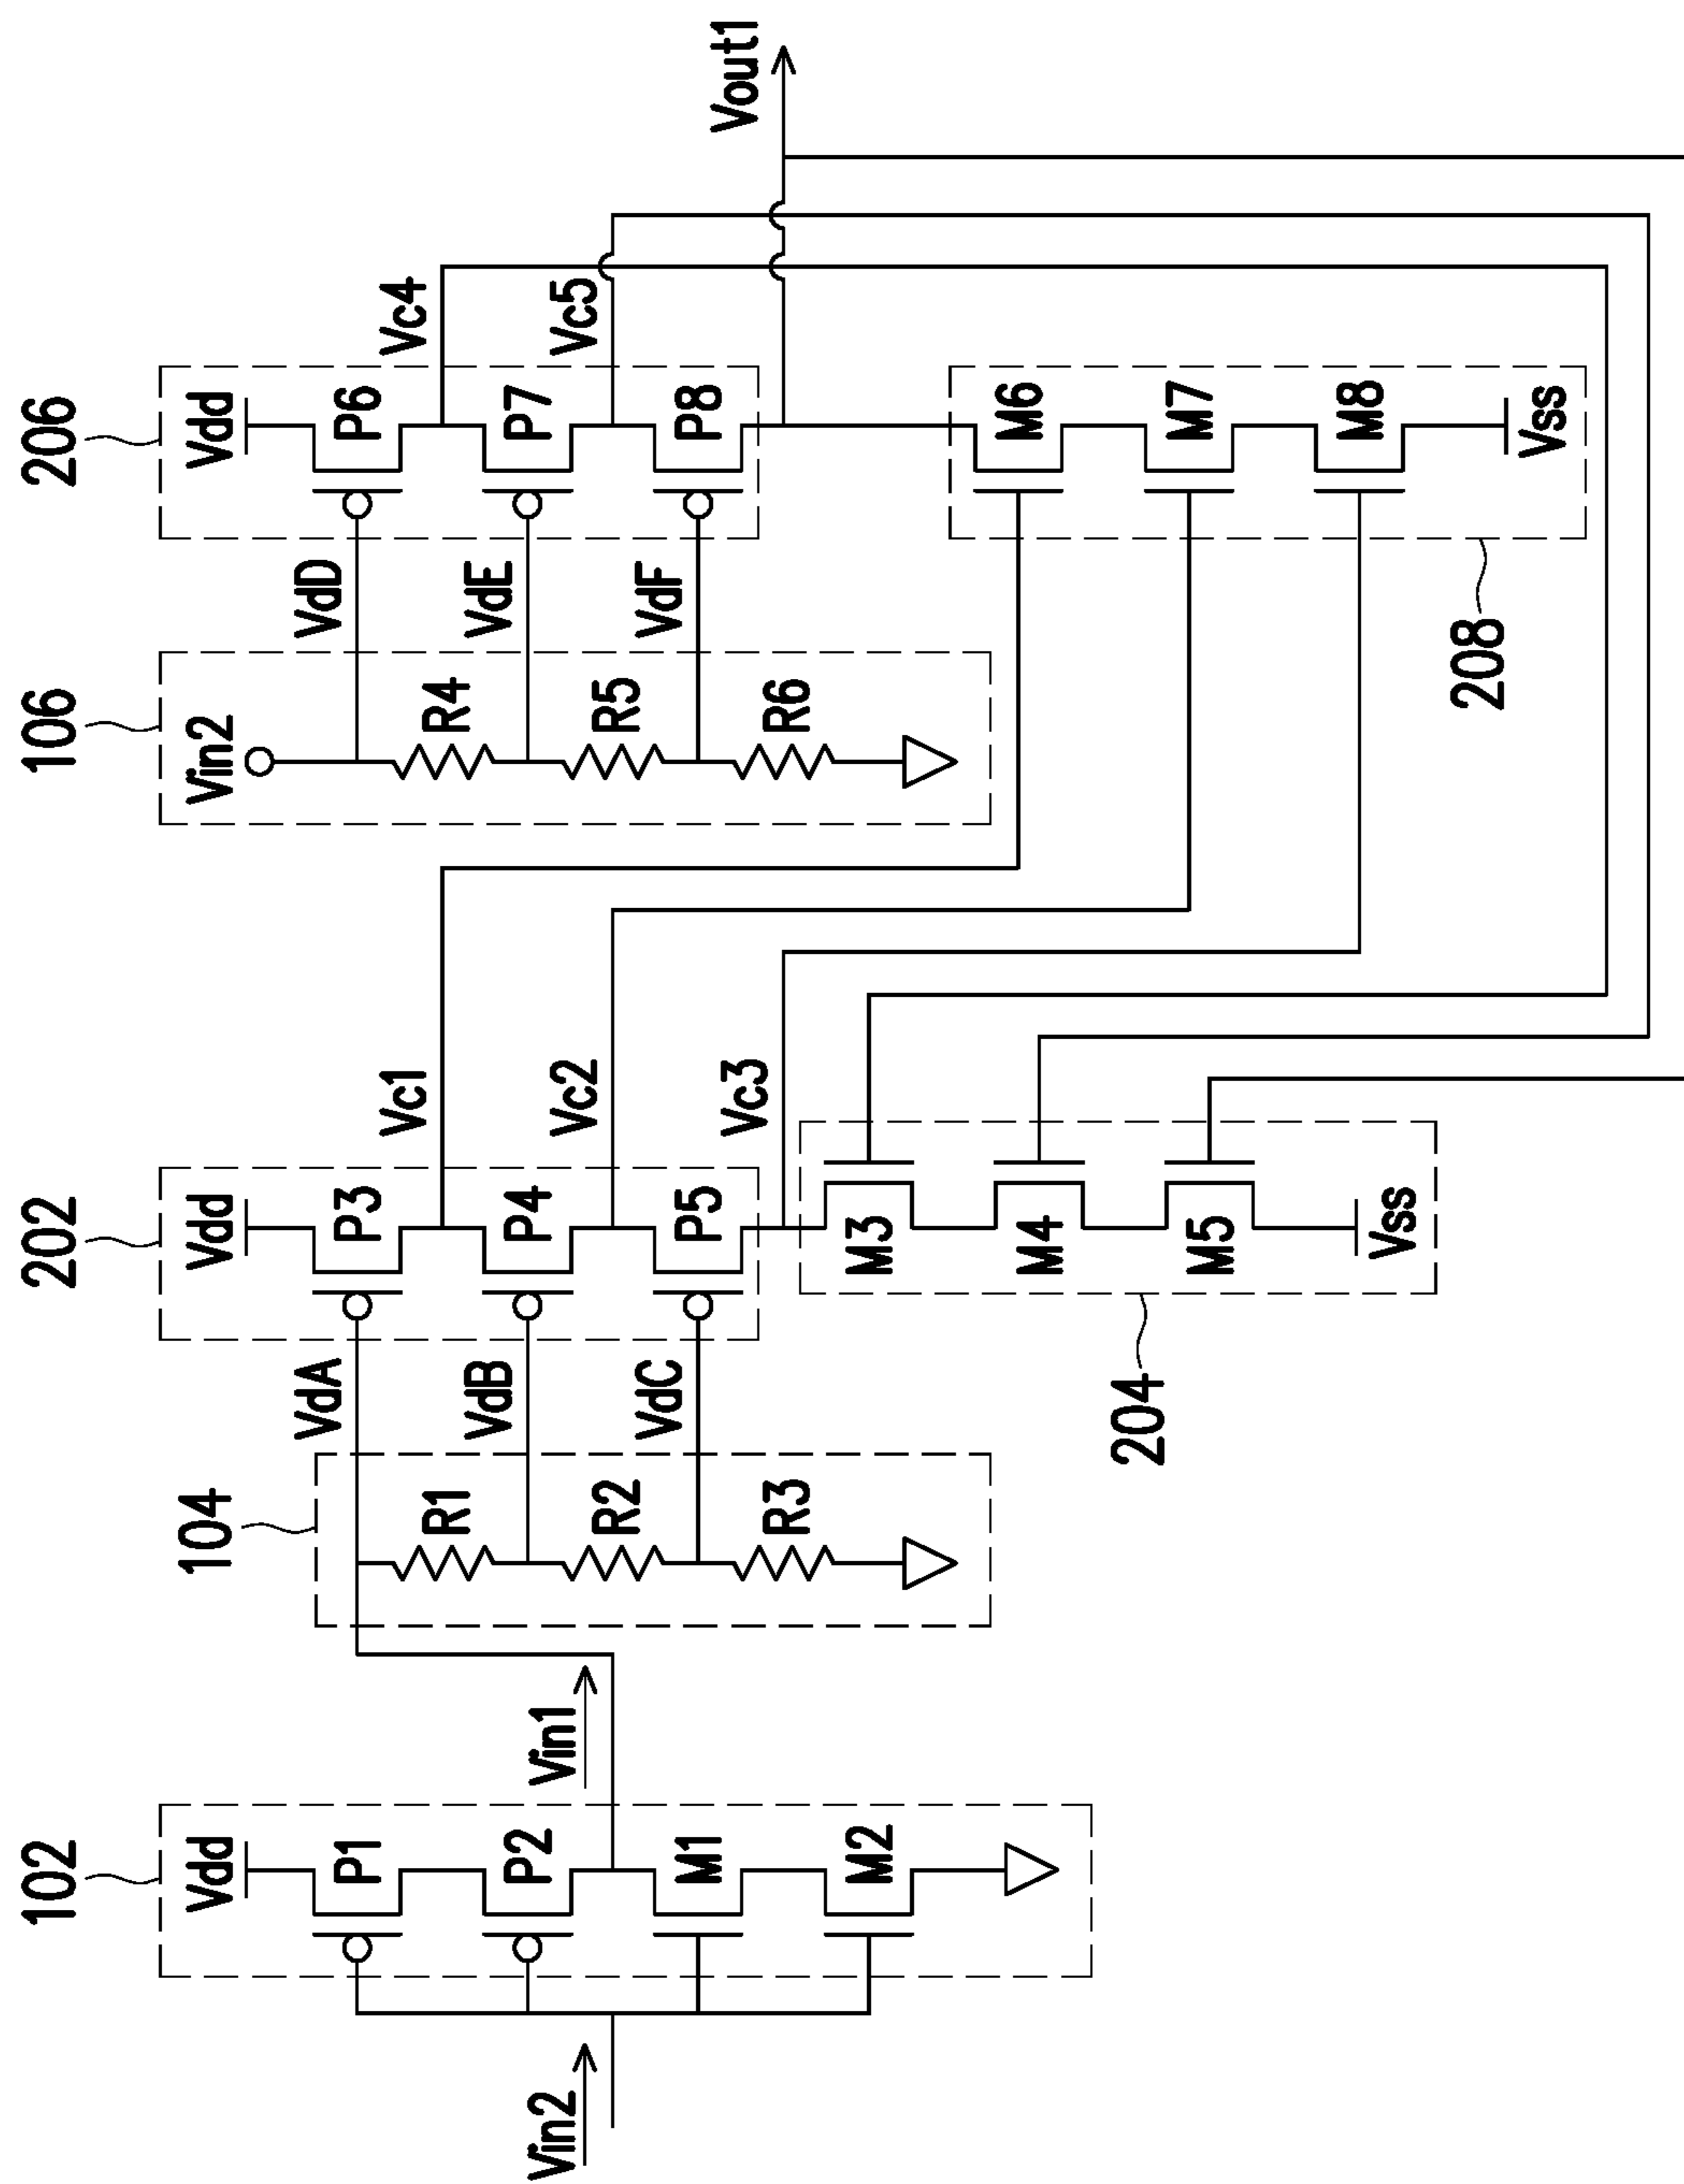 102
Vin2
Vdd
P1
P2
M1
M2
Vin1
104
R1
R2
R3
VdA
VdB
VdC
202
Vdd
P3
P4
P5
Vc1
Vc2
Vc3
M3
M4
M5
Vss
204
106
Vin2
R4
R5
R6
VdD
VdE
VdF
206
Vdd
P6
P7
P8
Vc4
Vc5
M6
M7
M8
Vss
208
Vout1